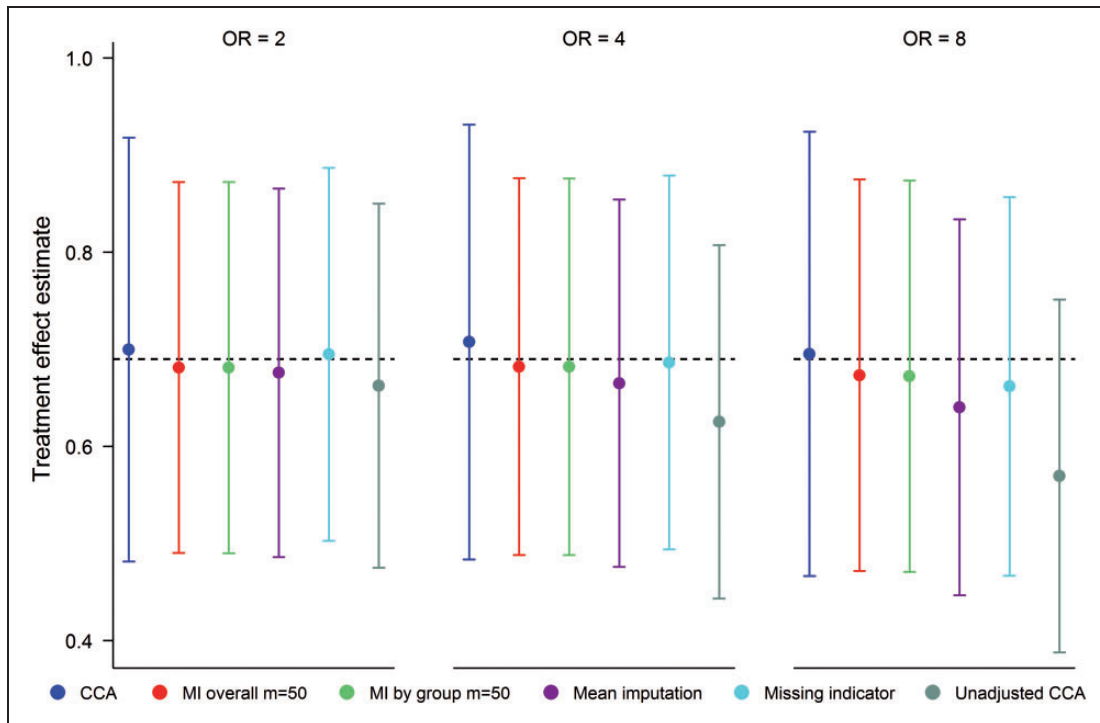 OR = 2 OR = 4 OR = 8
1.0
0.8
0.6
0.4
Treatment effect estimate
CCA MI overall m=50 MI by group m=50 Mean imputation Missing indicator Unadjusted CCA